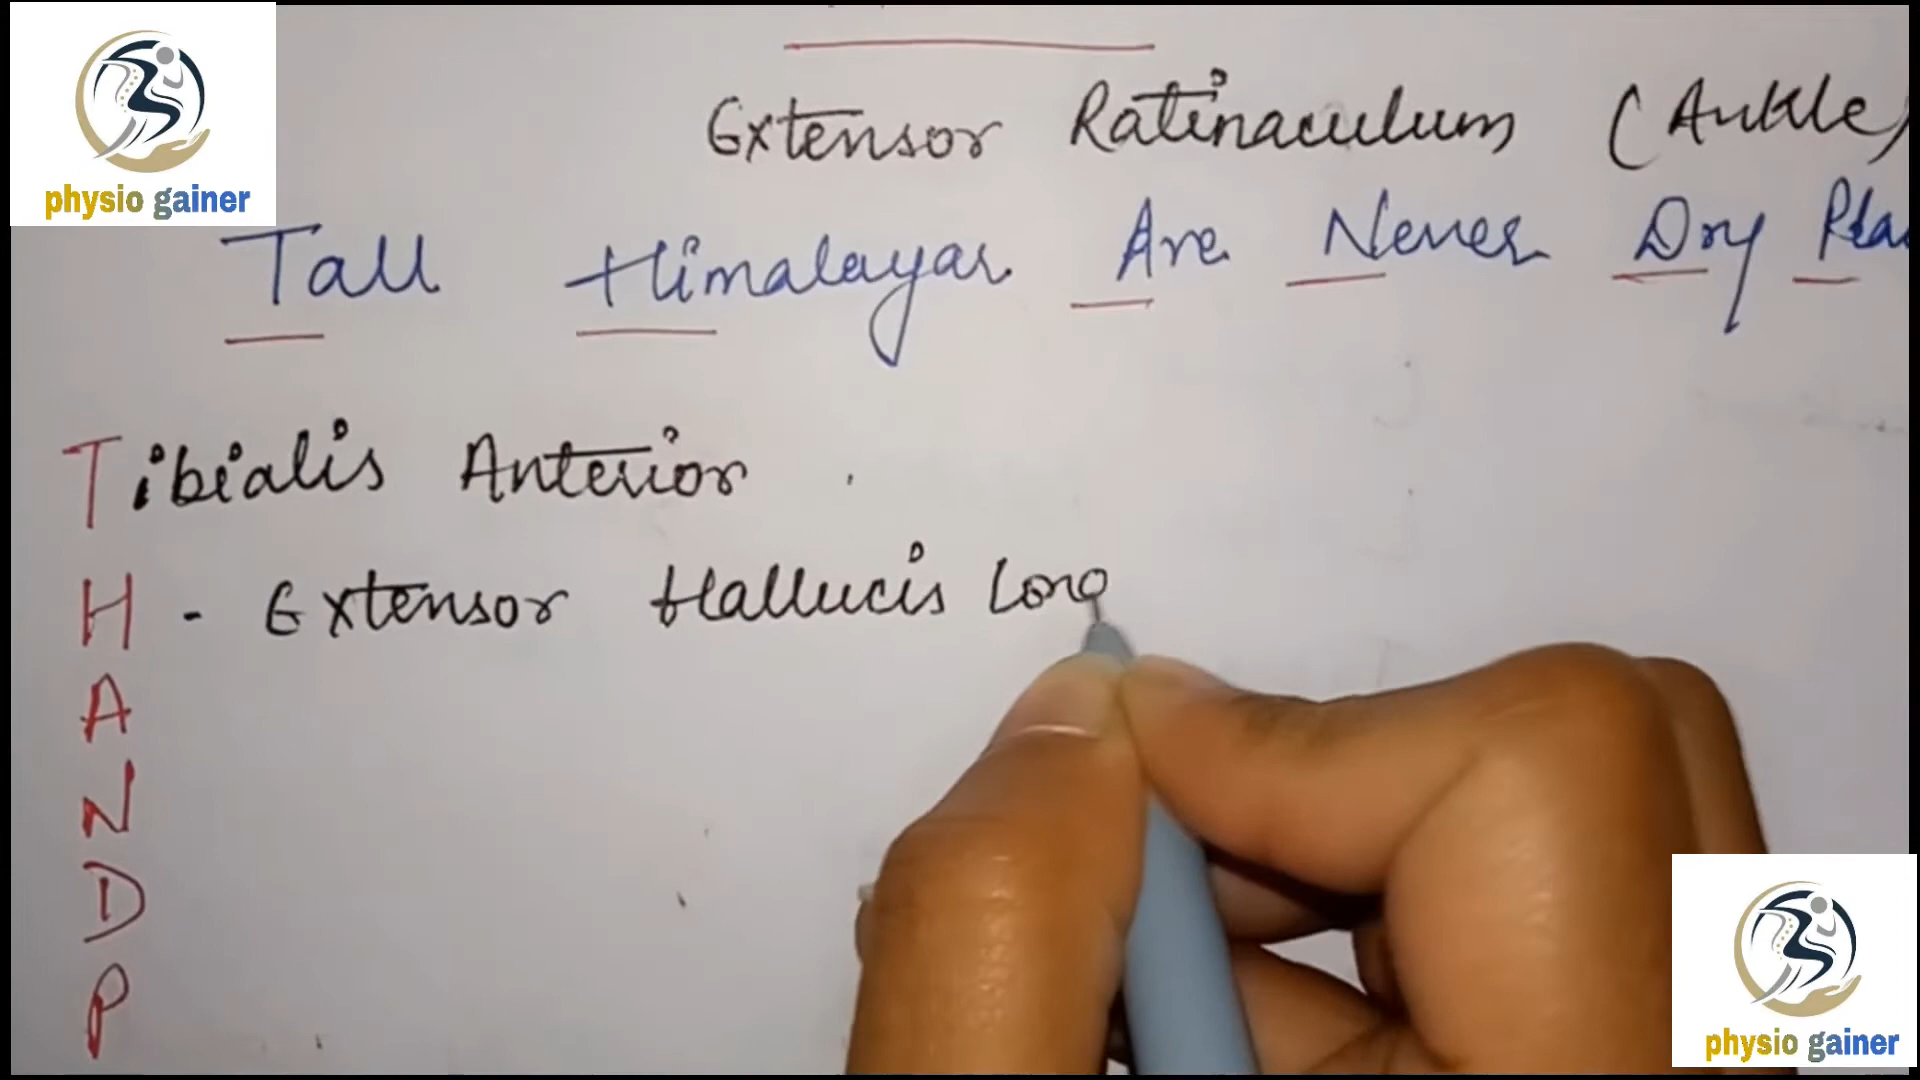 physio gainer
Extensor Ratinaculum (Ankle)
Tall Himalayas Are Never Dry
Tibialis Anterior
H - Extensor Hallucis Long
A
N
D
P
physio gainer